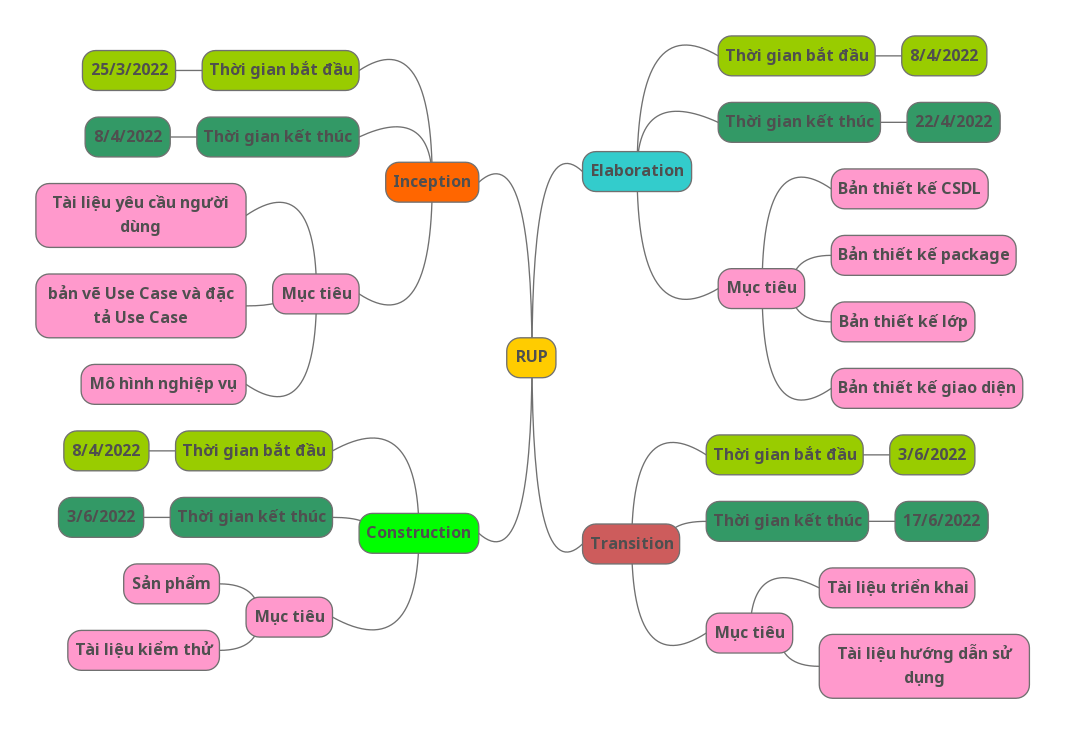 RUP
Inception
Thời gian bắt đầu
25/3/2022
Thời gian kết thúc
8/4/2022
Mục tiêu
Tài liệu yêu cầu người
dùng
bản vẽ Use Case và đặc
tả Use Case
Mô hình nghiệp vụ
Elaboration
Thời gian bắt đầu
8/4/2022
Thời gian kết thúc
22/4/2022
Mục tiêu
Bản thiết kế CSDL
Bản thiết kế package
Bản thiết kế lớp
Bản thiết kế giao diện
Construction
Thời gian bắt đầu
8/4/2022
Thời gian kết thúc
3/6/2022
Mục tiêu
Sản phẩm
Tài liệu kiểm thử
Transition
Thời gian bắt đầu
3/6/2022
Thời gian kết thúc
17/6/2022
Mục tiêu
Tài liệu triển khai
Tài liệu hướng dẫn sử
dụng